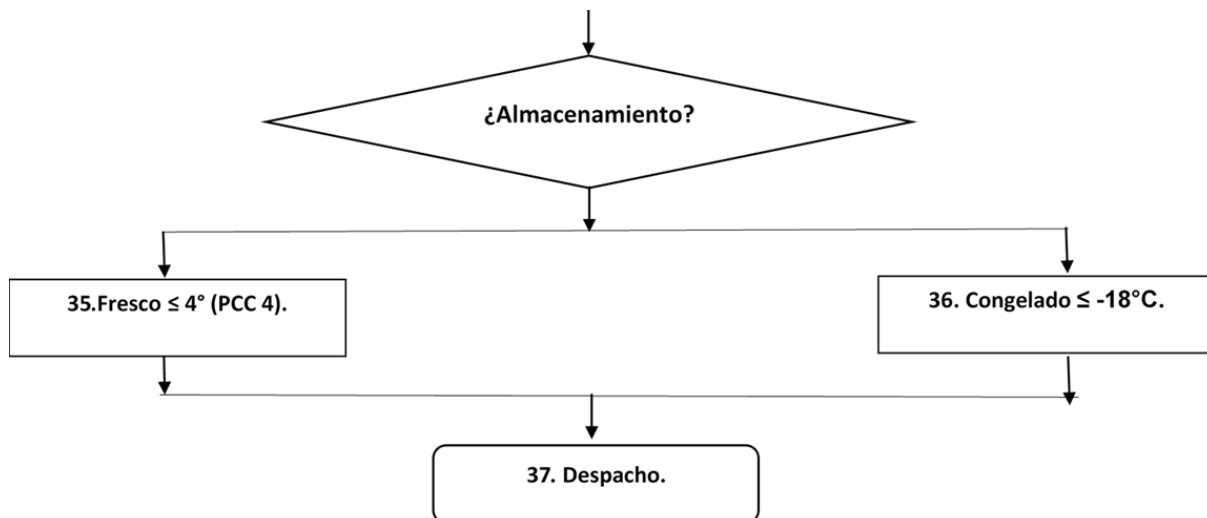 ¿Almacenamiento?
35.Fresco ≤ 4° (PCC 4).
36. Congelado ≤ -18°C.
37. Despacho.